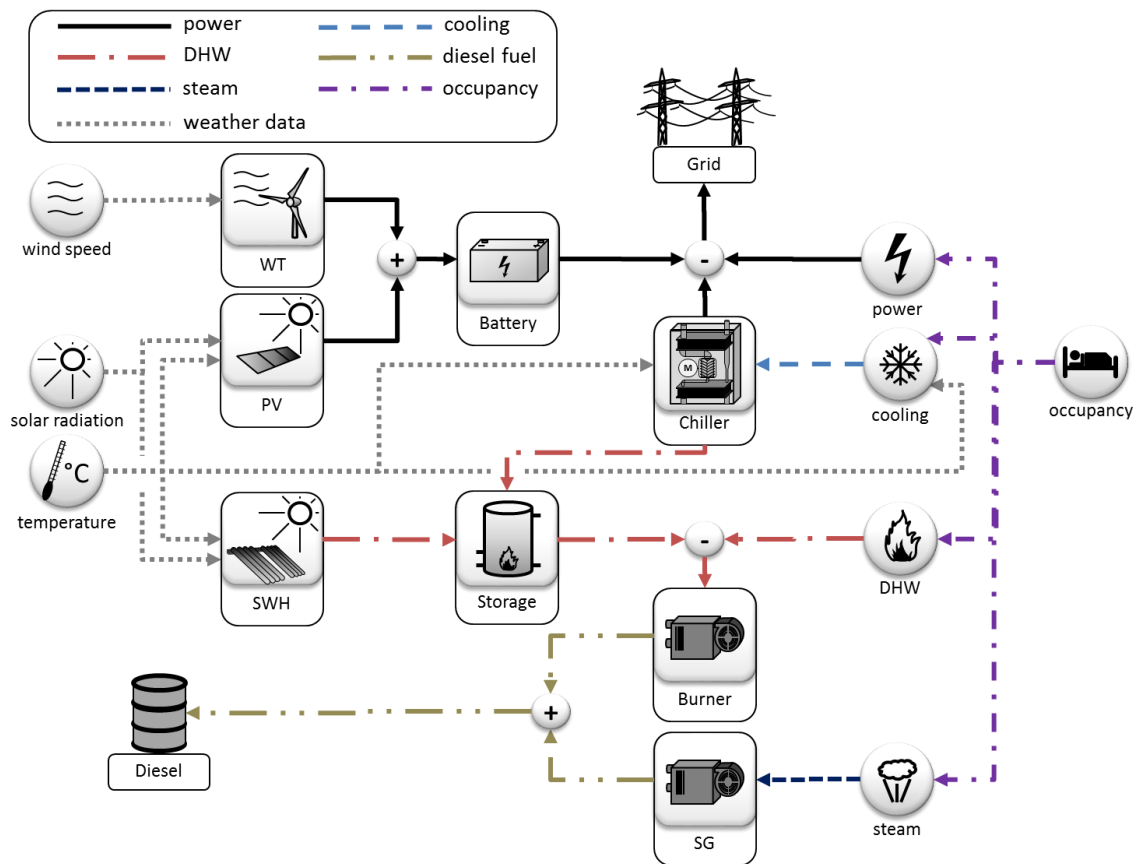 power
cooling
DHW
diesel fuel
steam
occupancy
weather data
Grid
wind speed
WT
+
-
power
Battery
solar radiation
PV
M
Chiller
cooling
occupancy
°C
temperature
SWH
Storage
-
DHW
Burner
+
Diesel
SG
steam